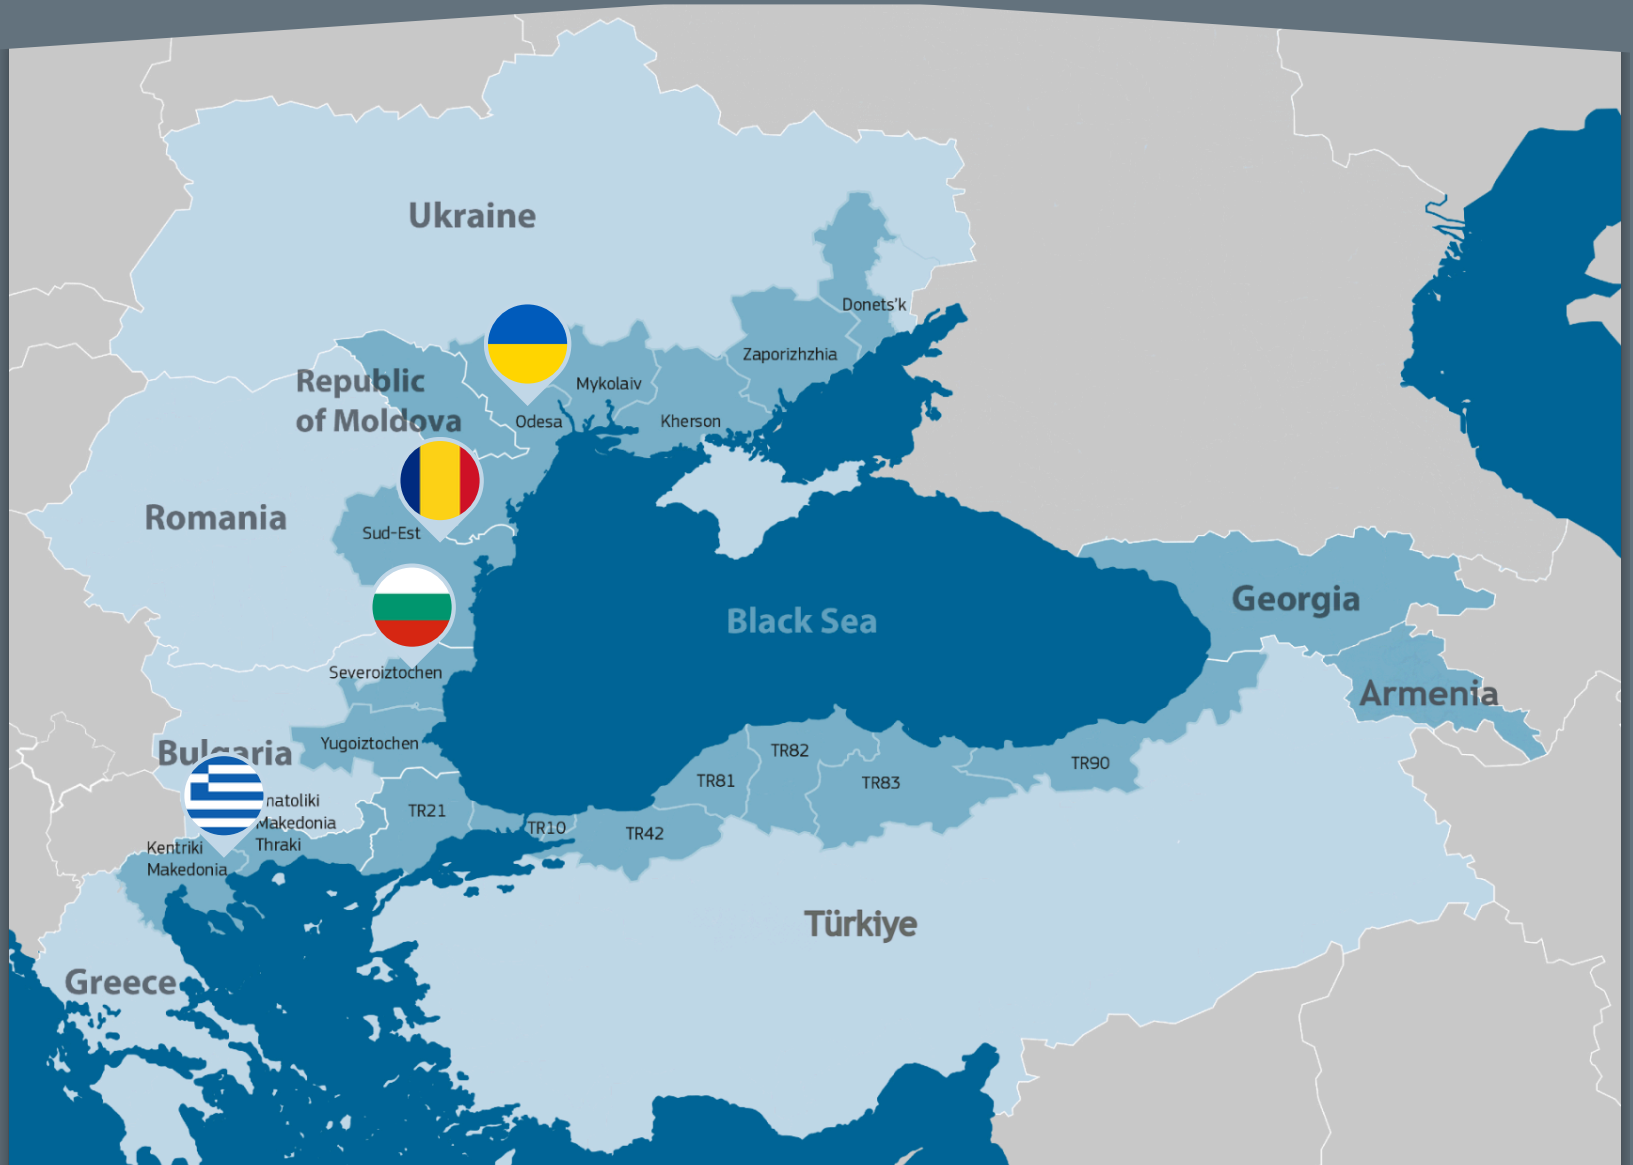 Ukraine
Donets'k
Zaporizhzhia
Republic
of Moldova
Mykolaiv
Odesa
Kherson
Romania
Sud-Est
Georgia
Black Sea
Severoiztochen
Armenia
Yugoiztochen
Bulgaria
TR82
TR90
TR81
TR83
TR21
TR10
TR42
natoliki
Makedonia
Thraki
Kentriki
Makedonia
Türkiye
Greece